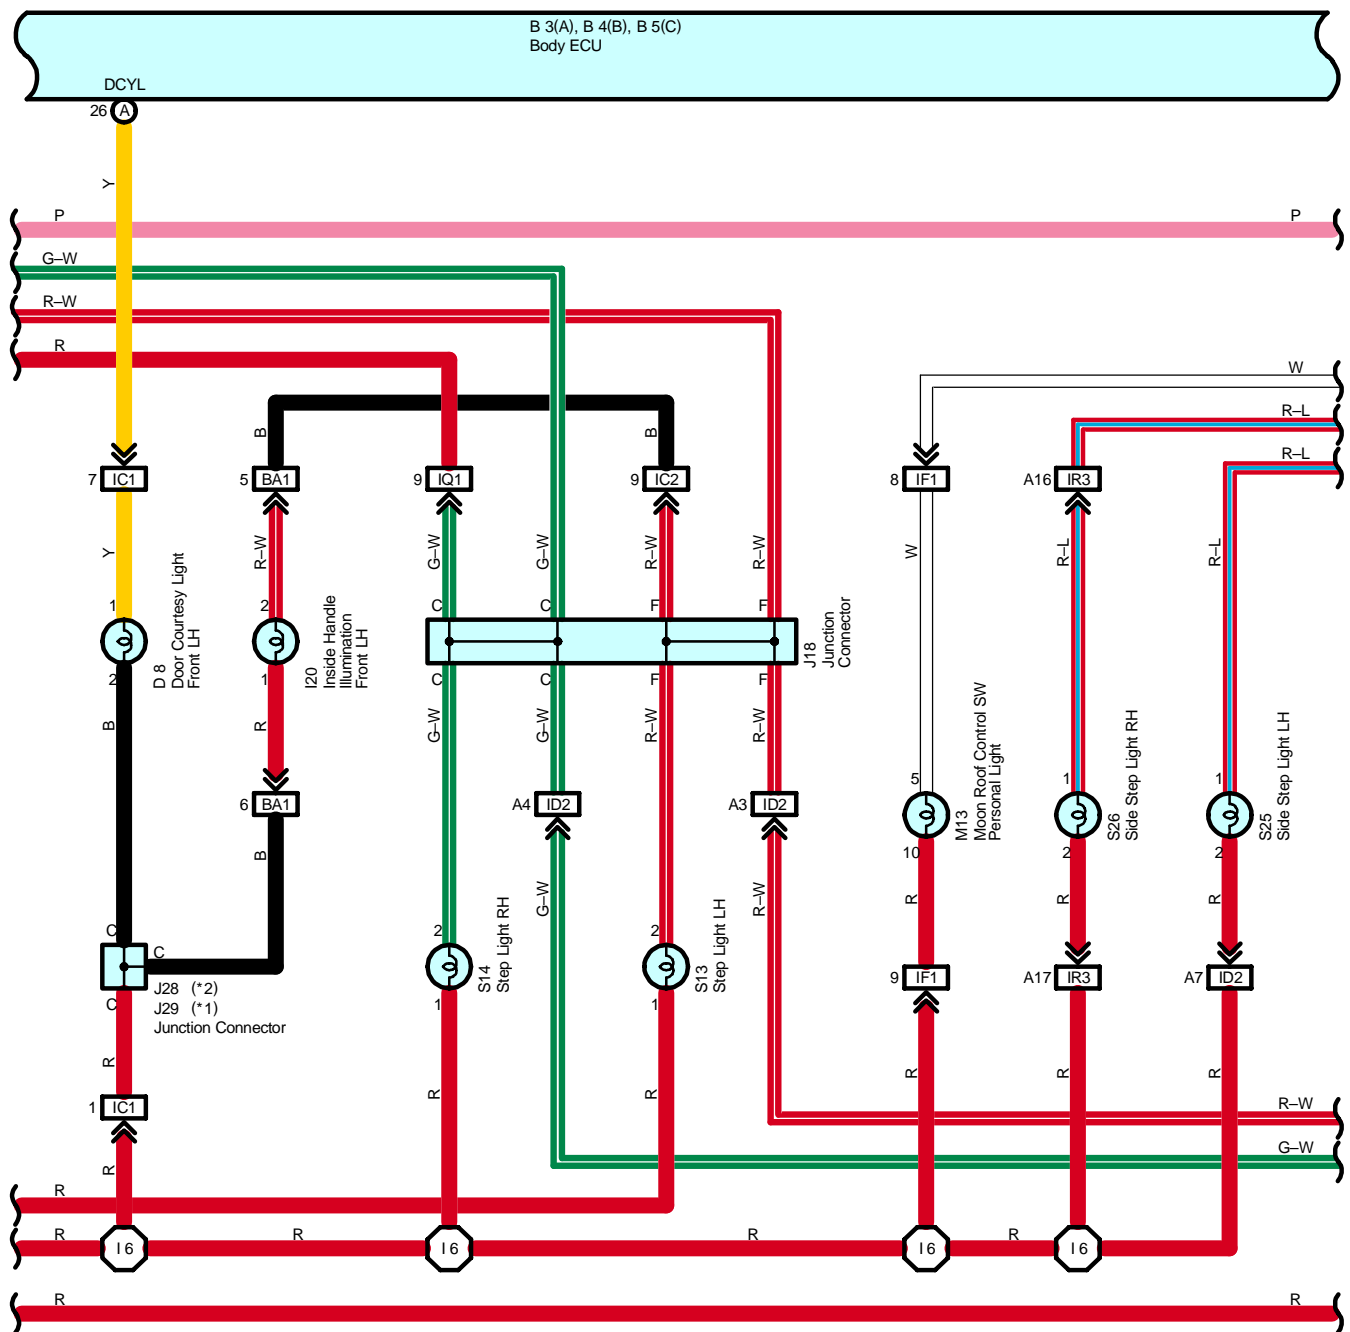 B 3(A), B 4(B), B 5(C)
Body ECU
DCYL
26 A
Y
P P
G–W
R–W
R
W
R–L
R–L
B B
7 IC1
5 BA1
9 IQ1
9 IC2
8 IF1
A16 IR3
Y
R–W
G–W
G–W
R–W
R–W
W
R–L
R–L
1 2 C C F F
D 8
Door Courtesy Light
Front LH
I20
Inside Handle
Illumination
Front LH
J18
Junction
Connector
2 1 C C F F
B
R
G–W
G–W
R–W
R–W
M13
Moon Roof Control SW
Personal Light
S26
Side Step Light RH
S25
Side Step Light LH
5 1 1
6 BA1
A4 ID2
A3 ID2
10 2 2
B
G–W
R–W
R R R
C
C
2
S14
Step Light RH
2
S13
Step Light LH
9 IF1
A17 IR3
A7 ID2
J28 (*2)
J29 (*1)
Junction Connector
C 1 1
R R R R R R
1 IC1
R–W
G–W
R
R
R R R R
I 6 I 6 I 6 I 6
R R